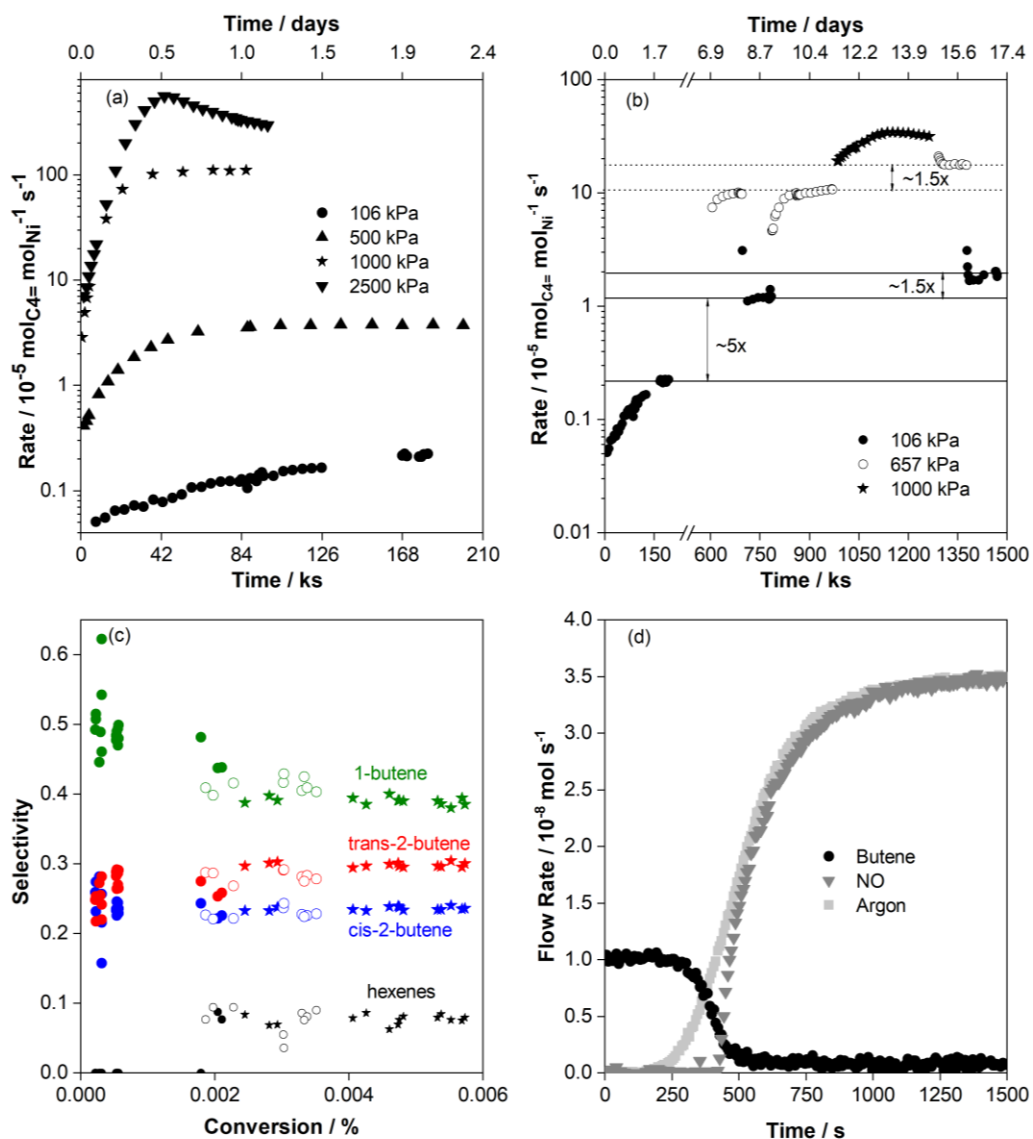 Time / days
0.0 0.5 1.0 1.5 1.9 2.4
(a)
1000
100
10
1
0.1
Rate / 10⁻⁵ mol_C4= mol_Ni⁻¹ s⁻¹
106 kPa
500 kPa
1000 kPa
2500 kPa
0 42 84 126 168 210
Time / ks
Time / days
0.0 1.7 6.9 8.7 10.4 12.2 13.9 15.6 17.4
(b)
100
10
1
0.1
0.01
Rate / 10⁻⁵ mol_C4= mol_Ni⁻¹ s⁻¹
~1.5x
~1.5x
~5x
106 kPa
657 kPa
1000 kPa
0 150 600 750 900 1050 1200 1350 1500
Time / ks
(c)
0.6
0.5
0.4
0.3
0.2
0.1
0.0
Selectivity
1-butene
trans-2-butene
cis-2-butene
hexenes
0.000 0.002 0.004 0.006
Conversion / %
(d)
4.0
3.5
3.0
2.5
2.0
1.5
1.0
0.5
0.0
Flow Rate / 10⁻⁸ mol s⁻¹
Butene
NO
Argon
0 250 500 750 1000 1250 1500
Time / s